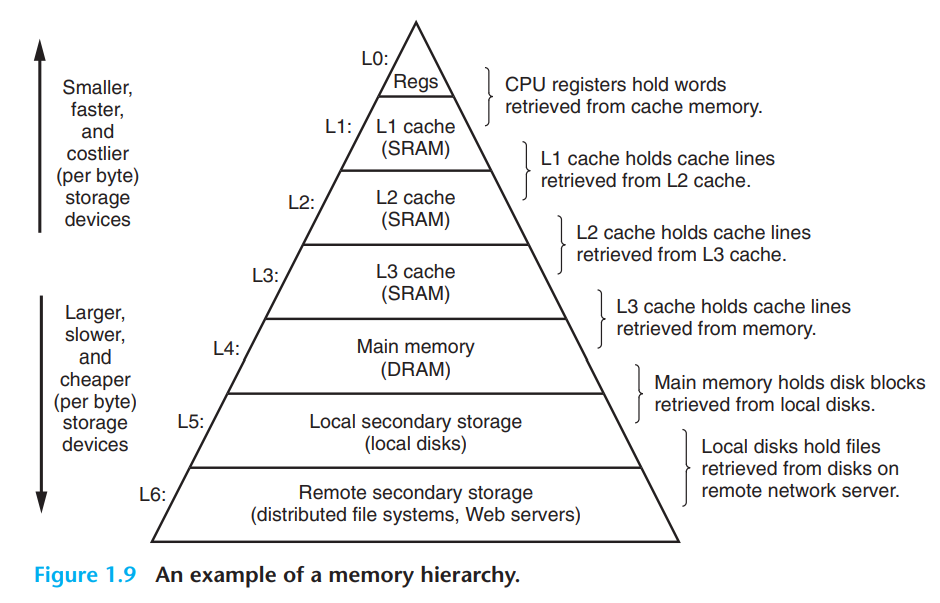 Smaller,
faster,
and
costlier
(per byte)
storage
devices
Larger,
slower,
and
cheaper
(per byte)
storage
devices
L0:
Regs
CPU registers hold words
retrieved from cache memory.
L1:
L1 cache
(SRAM)
L1 cache holds cache lines
retrieved from L2 cache.
L2:
L2 cache
(SRAM)
L2 cache holds cache lines
retrieved from L3 cache.
L3:
L3 cache
(SRAM)
L3 cache holds cache lines
retrieved from memory.
L4:
Main memory
(DRAM)
Main memory holds disk blocks
retrieved from local disks.
L5:
Local secondary storage
(local disks)
Local disks hold files
retrieved from disks on
remote network server.
L6:
Remote secondary storage
(distributed file systems, Web servers)
Figure 1.9 An example of a memory hierarchy.